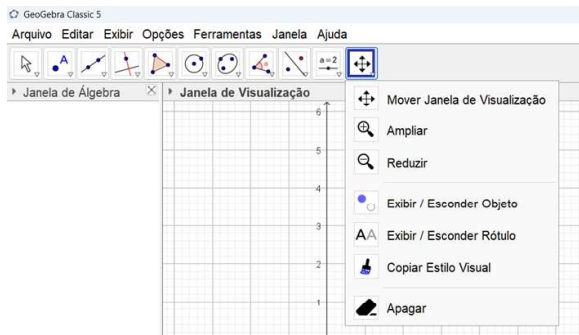 GeoGebra Classic 5
Arquivo Editar Exibir Opções Ferramentas Janela Ajuda
A
a=2
Janela de Álgebra
Janela de Visualização
Mover Janela de Visualização
Ampliar
Reduzir
Exibir / Esconder Objeto
AA Exibir / Esconder Rótulo
Copiar Estilo Visual
Apagar
6
5
4
3
2
1